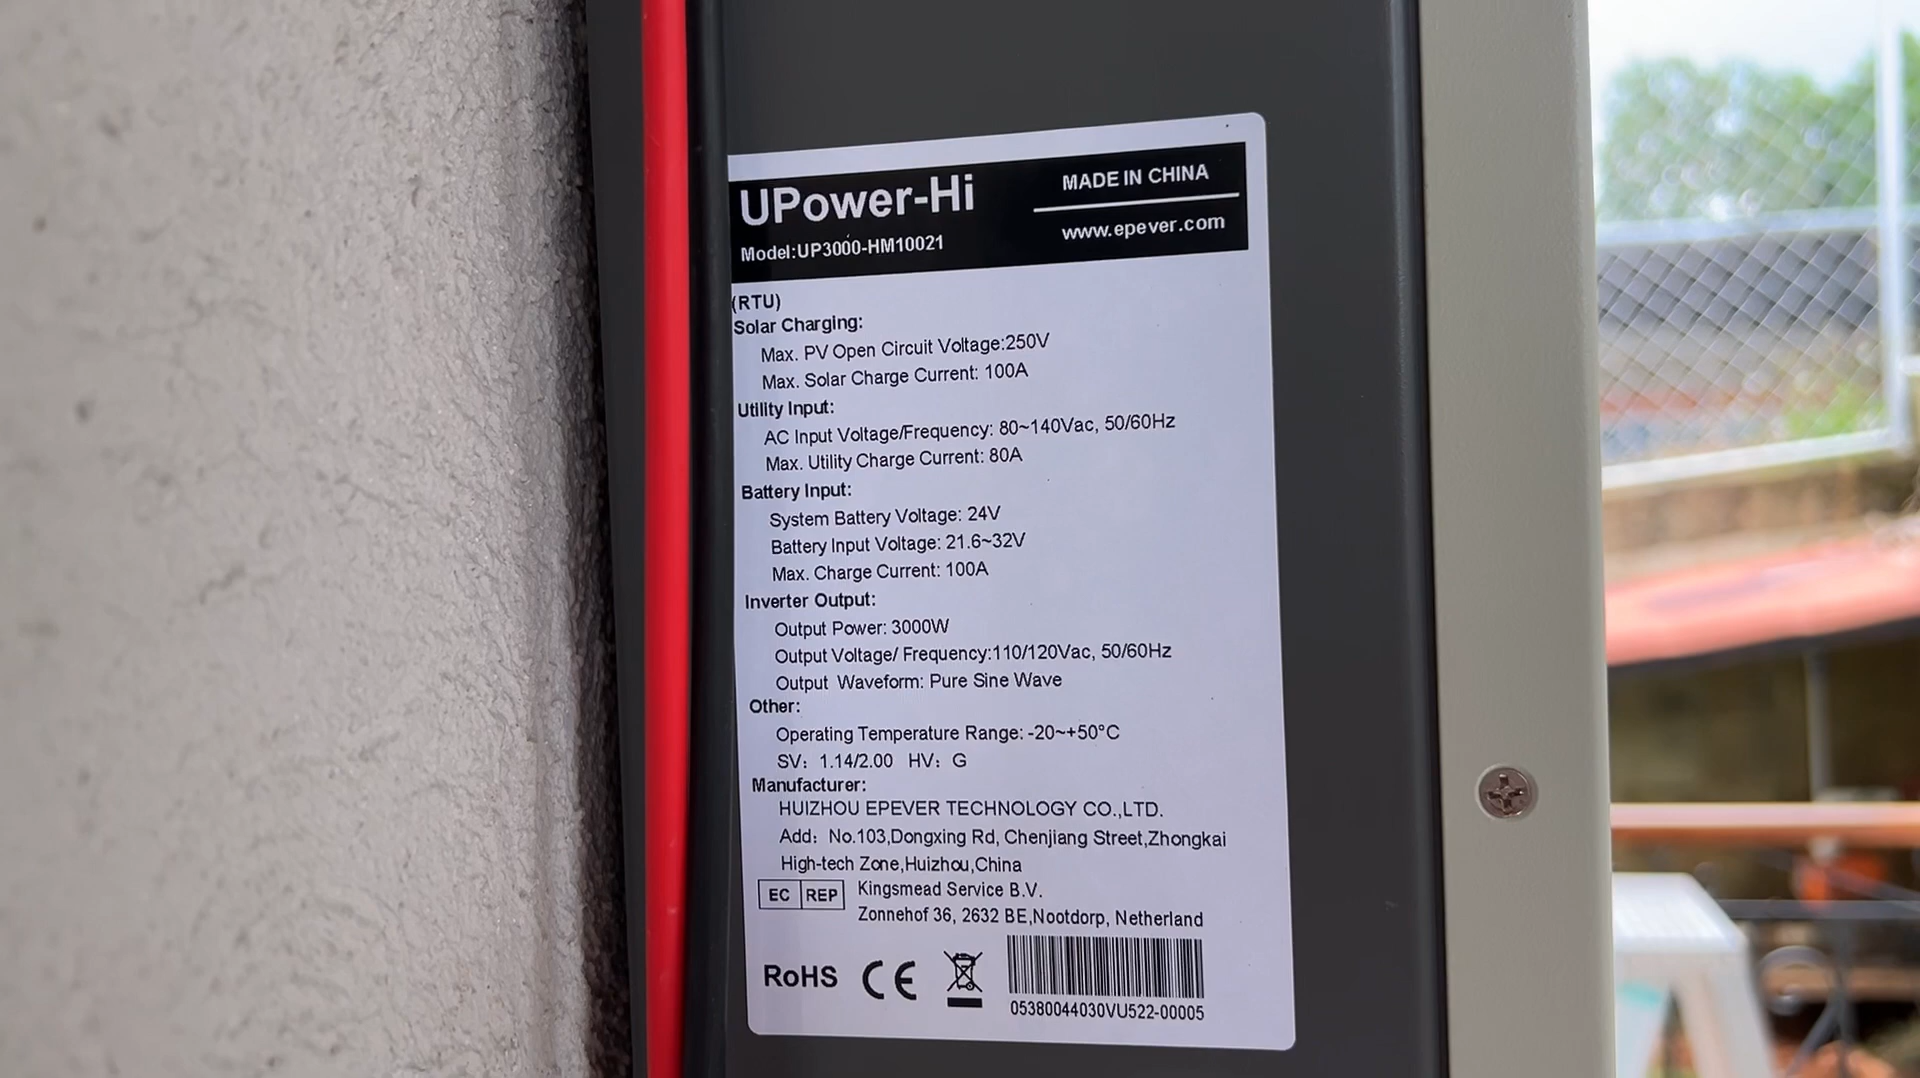 UPower-Hi
Model:UP3000-HM10021
MADE IN CHINA
www.epever.com
(RTU)
Solar Charging:
Max. PV Open Circuit Voltage:250V
Max. Solar Charge Current: 100A
Utility Input:
AC Input Voltage/Frequency: 80~140Vac, 50/60Hz
Max. Utility Charge Current: 80A
Battery Input:
System Battery Voltage: 24V
Battery Input Voltage: 21.6~32V
Max. Charge Current: 100A
Inverter Output:
Output Power: 3000W
Output Voltage/ Frequency:110/120Vac, 50/60Hz
Output Waveform: Pure Sine Wave
Other:
Operating Temperature Range: -20~+50°C
SV: 1.14/2.00 HV: G
Manufacturer:
HUIZHOU EPEVER TECHNOLOGY CO.,LTD.
Add: No.103,Dongxing Rd, Chenjiang Street,Zhongkai
High-tech Zone,Huizhou,China
EC REP
Kingsmead Service B.V.
Zonnehof 36, 2632 BE,Nootdorp, Netherland
RoHS CE
05380044030VU522-00005